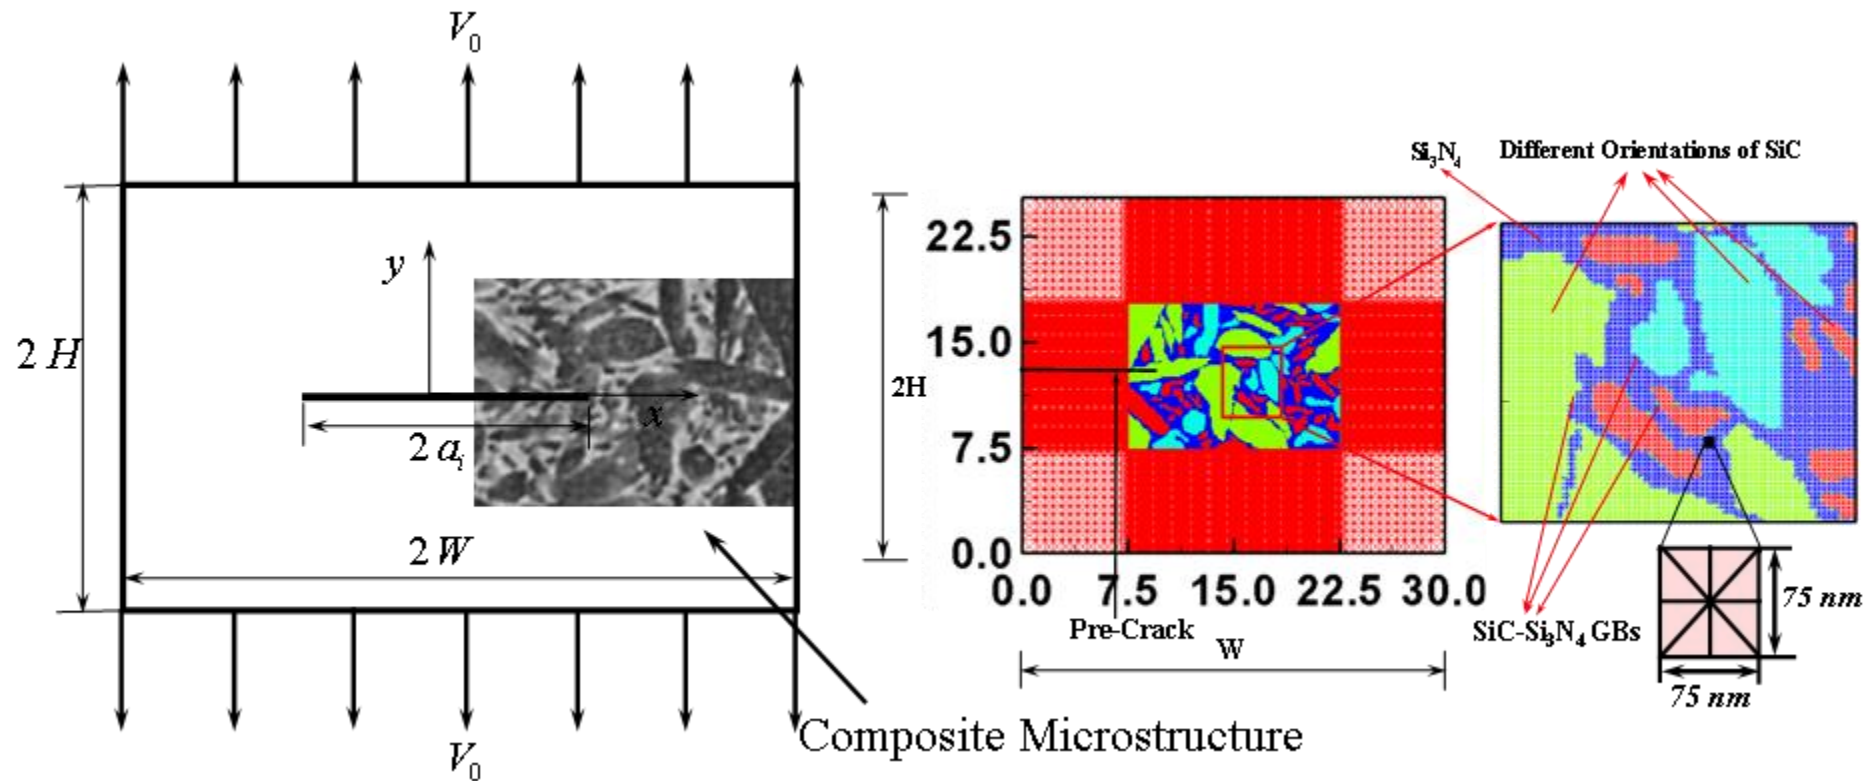 V₀
y
2 H
x
2 aᵢ
2 W
V₀
Composite Microstructure
22.5
15.0
7.5
0.0
2H
0.0 7.5 15.0 22.5 30.0
Pre-Crack
W
Si₃N₄
Different Orientations of SiC
SiC-Si₃N₄ GBs
75 nm
75 nm